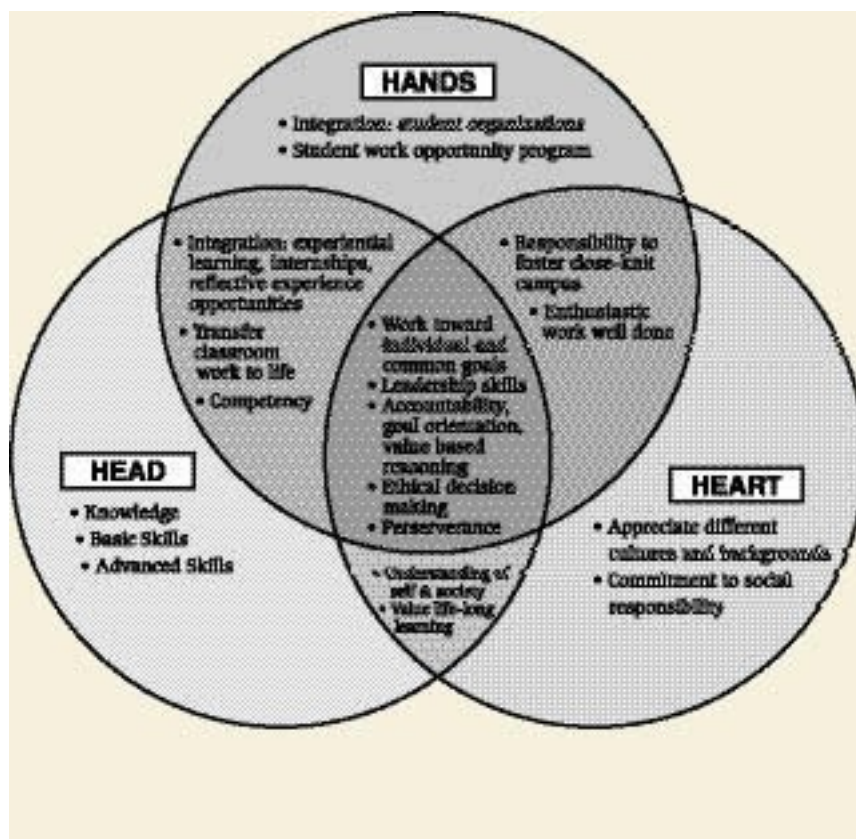 HANDS
• Integration: student organizations
• Student work opportunity program
• Integration: experiential
learning, internships,
reflective experience
opportunities
• Transfer
classroom
work to life
• Competency
• Responsibility to
foster close-knit
campus
• Enthusiastic
work well done
• Work toward
individual and
common goals
• Leadership skills
• Accountability,
goal orientation,
value based
reasoning
• Ethical decision
making
• Perserverance
HEAD
• Knowledge
• Basic Skills
• Advanced Skills
HEART
• Appreciate different
cultures and backgrounds
• Commitment to social
responsibility
• Understanding of
self & society
• Value life-long
learning